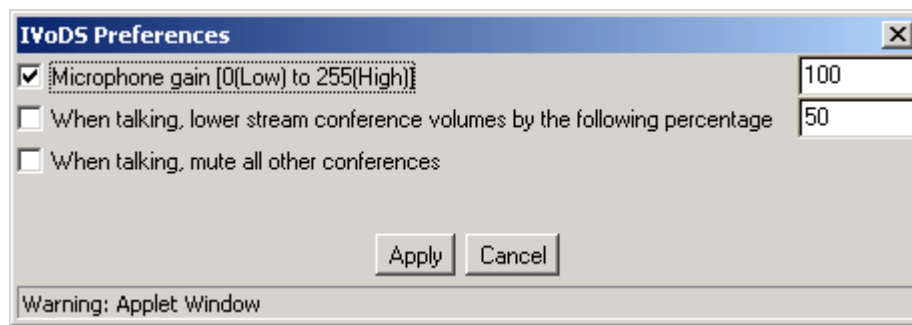 IVoDS Preferences
Microphone gain [0(Low) to 255(High)] 100
When talking, lower stream conference volumes by the following percentage 50
When talking, mute all other conferences
Apply Cancel
Warning: Applet Window